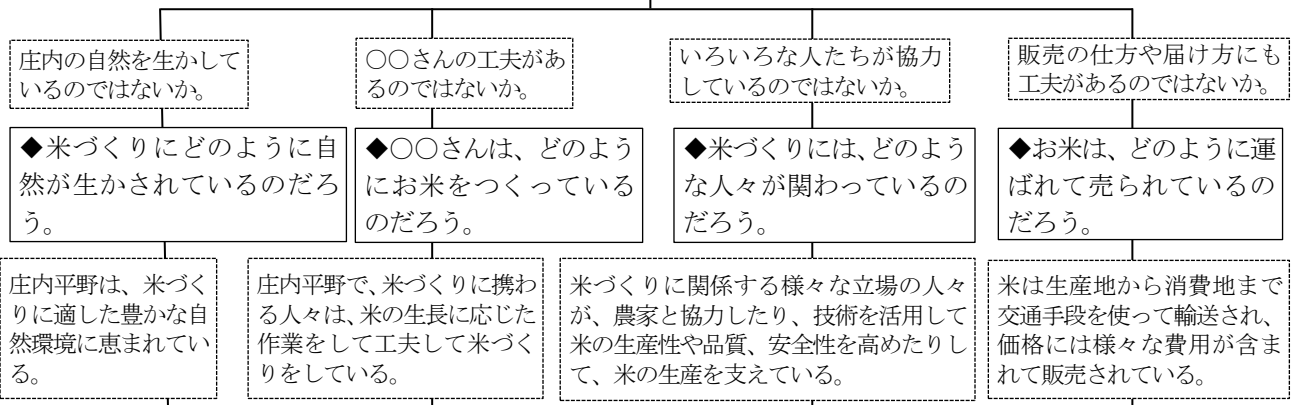 庄内の自然を生かして
いるのではないか。
〇〇さんの工夫があ
るのではないか。
いろいろな人たちが協力
しているのではないか。
販売の仕方や届け方にも
工夫があるのではないか。
◆米づくりにどのように自
然が生かされているのだろ
う。
◆〇〇さんは、どのよう
にお米をつくっている
のだろう。
◆米づくりには、どのよう
な人々が関わっているの
だろう。
◆お米は、どのように運
ばれて売られているの
だろう。
庄内平野は、米づく
りに適した豊かな自
然環境に恵まれてい
る。
庄内平野で、米づくりに携わ
る人々は、米の生長に応じた
作業をして工夫して米づく
りをしている。
米づくりに関係する様々な立場の人々
が、農家と協力したり、技術を活用して
米の生産性や品質、安全性を高めたりし
て、米の生産を支えている。
米は生産地から消費地まで
交通手段を使って輸送され、
価格には様々な費用が含ま
れて販売されている。